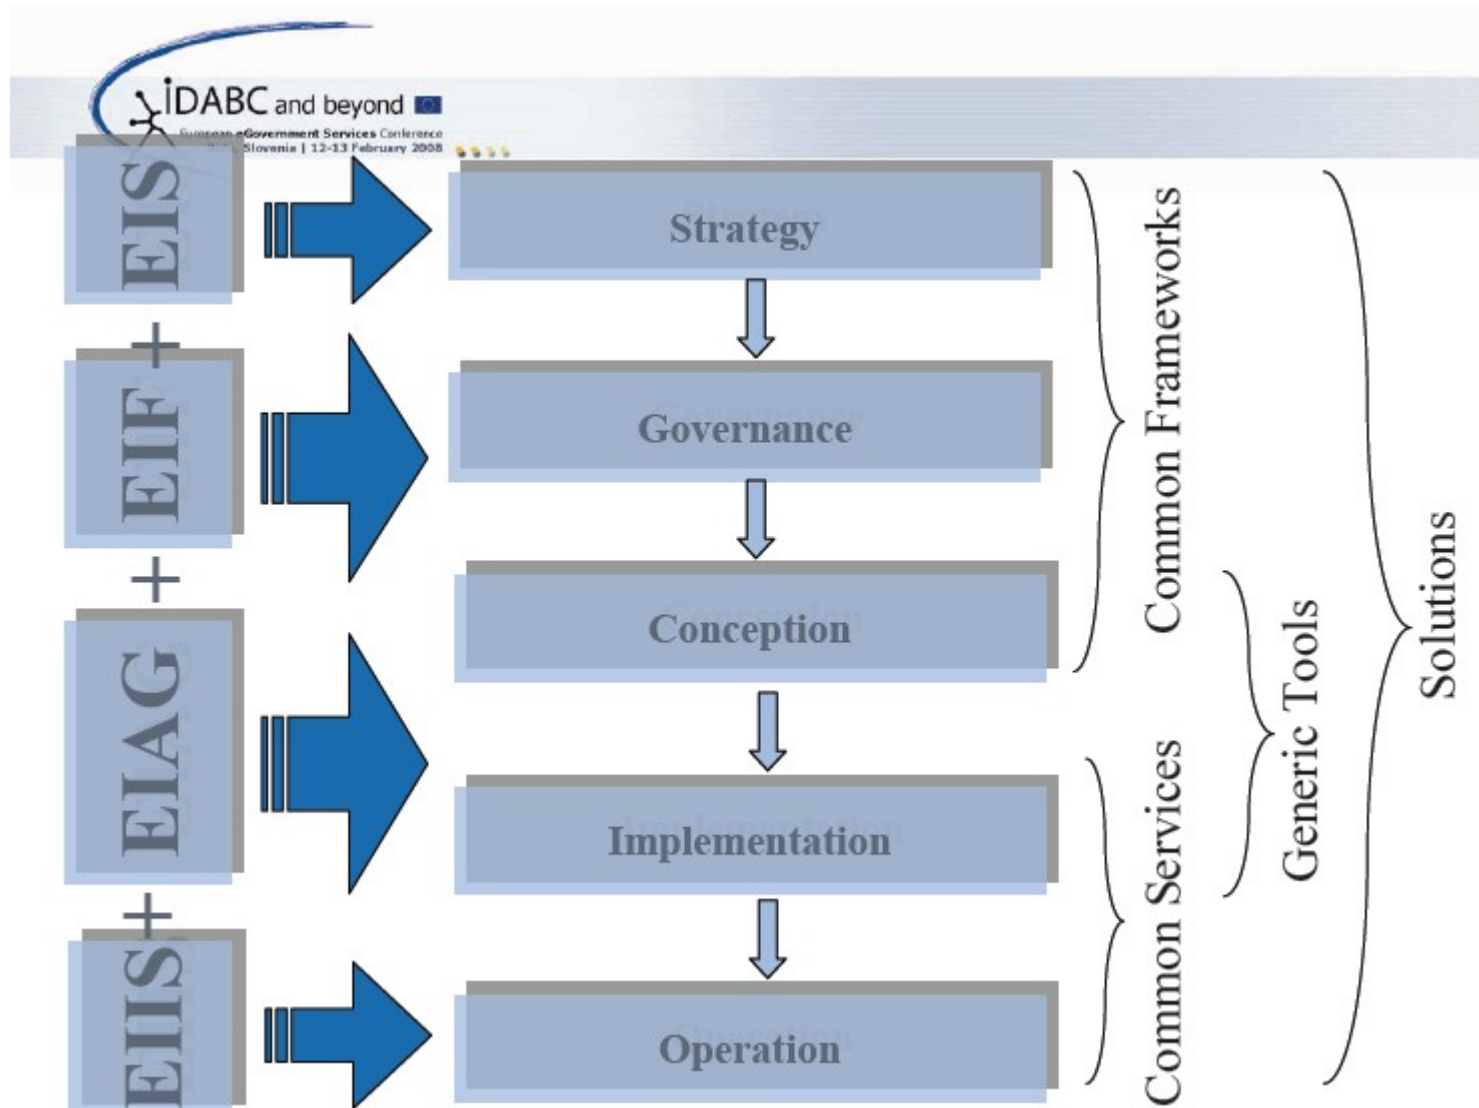 iDABC and beyond
European eGovernment Services Conference
Slovenia | 12-13 February 2008
EIS
+
EIF
+
EIAG
+
EIIS
Strategy
Governance
Conception
Implementation
Operation
Common Frameworks
Common Services
Generic Tools
Solutions